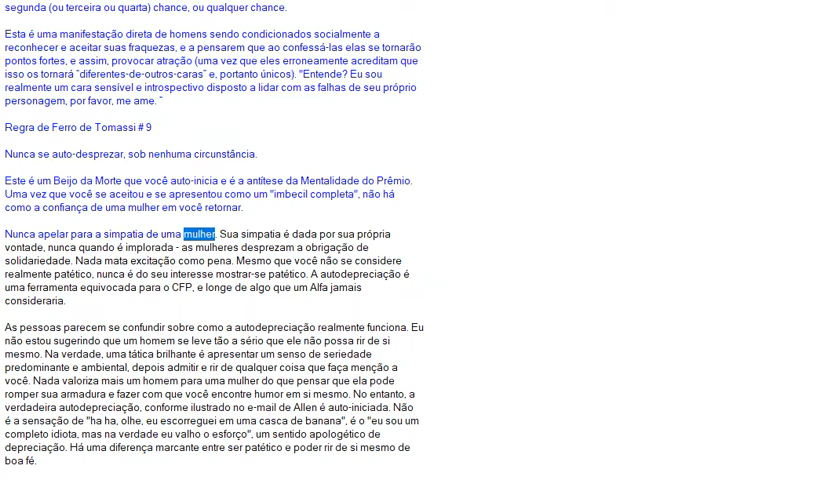 segunda (ou terceira ou quarta) chance, ou qualquer chance.
Esta é uma manifestação direta de homens sendo condicionados socialmente a
reconhecer e aceitar suas fraquezas, e a pensarem que ao confessá-las elas se tornarão
pontos fortes, e assim, provocar atração (uma vez que eles erroneamente acreditam que
isso os tornará "diferentes-de-outros-caras" e, portanto únicos). "Entende? Eu sou
realmente um cara sensível e introspectivo disposto a lidar com as falhas de seu próprio
personagem, por favor, me ame. "
Regra de Ferro de Tomassi # 9
Nunca se auto-desprezar, sob nenhuma circunstância.
Este é um Beijo da Morte que você auto-inicia e é a antítese da Mentalidade do Prêmio.
Uma vez que você se aceitou e se apresentou como um "imbecil completa", não há
como a confiança de uma mulher em você retornar.
Nunca apelar para a simpatia de uma mulher. Sua simpatia é dada por sua própria
vontade, nunca quando é implorada - as mulheres desprezam a obrigação de
solidariedade. Nada mata excitação como pena. Mesmo que você não se considere
realmente patético, nunca é do seu interesse mostrar-se patético. A autodepreciação é
uma ferramenta equivocada para o CFP, e longe de algo que um Alfa jamais
consideraria.
As pessoas parecem se confundir sobre como a autodepreciação realmente funciona. Eu
não estou sugerindo que um homem se leve tão a sério que ele não possa rir de si
mesmo. Na verdade, uma tática brilhante é apresentar um senso de seriedade
predominante e ambiental, depois admitir e rir de qualquer coisa que faça menção a
você. Nada valoriza mais um homem para uma mulher do que pensar que ela pode
romper sua armadura e fazer com que você encontre humor em si mesmo. No entanto, a
verdadeira autodepreciação, conforme ilustrado no e-mail de Allen é auto-iniciada. Não
é a sensação de "ha ha, olhe, eu escorreguei em uma casca de banana", é o "eu sou um
completo idiota, mas na verdade eu valho o esforço", um sentido apologético de
depreciação. Há uma diferença marcante entre ser patético e poder rir de si mesmo de
boa fé.